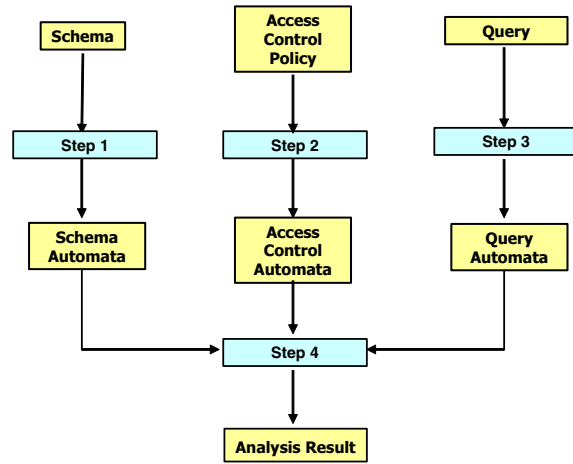 Schema
Access
Control
Policy
Query
Step 1
Step 2
Step 3
Schema
Automata
Access
Control
Automata
Query
Automata
Step 4
Analysis Result